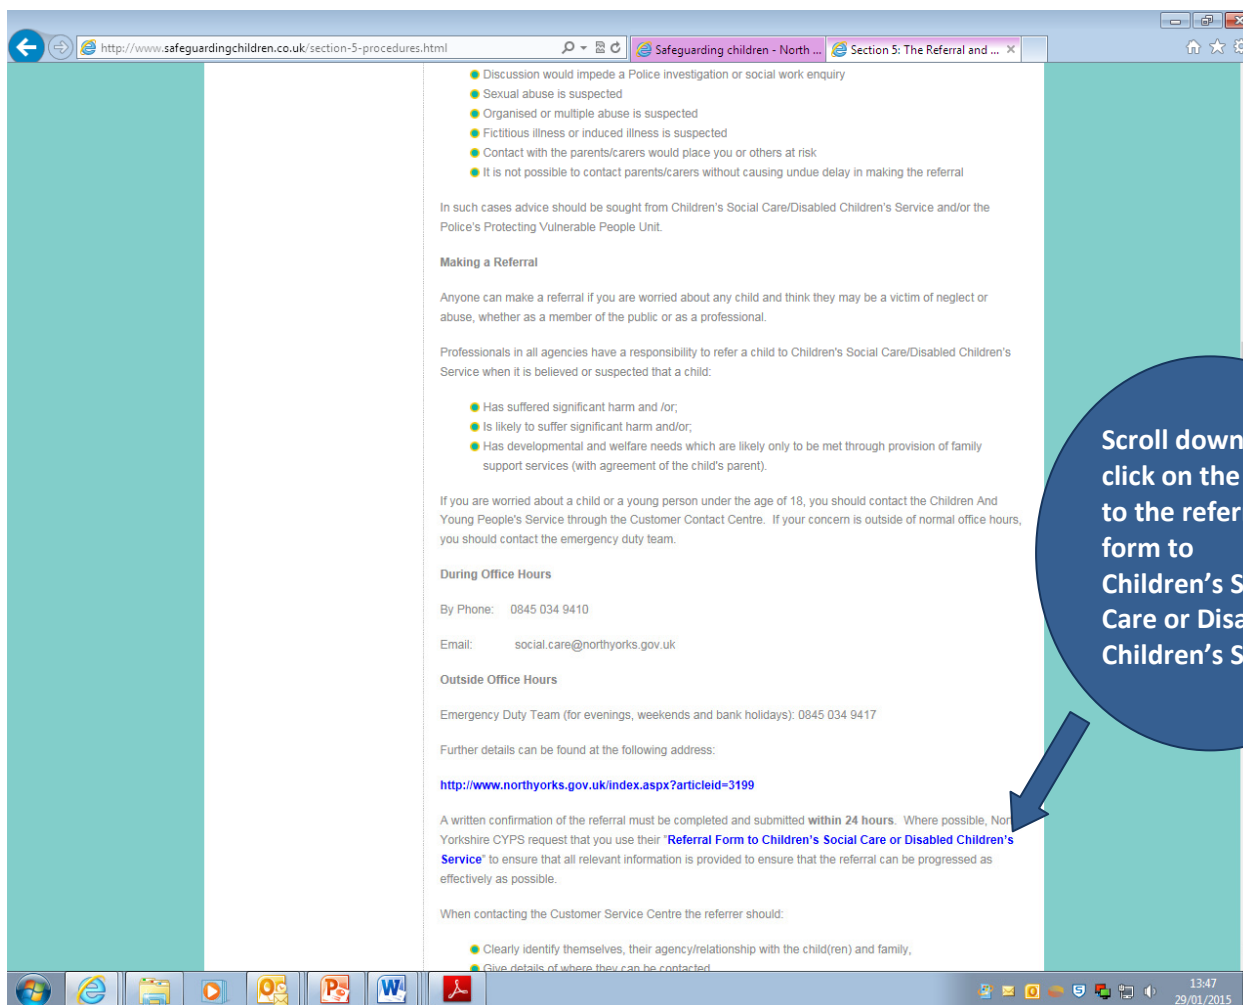 http://www.safeguardingchildren.co.uk/section-5-procedures.html
Safeguarding children - North ...
Section 5: The Referral and ...
Discussion would impede a Police investigation or social work enquiry
Sexual abuse is suspected
Organised or multiple abuse is suspected
Fictitious illness or induced illness is suspected
Contact with the parents/carers would place you or others at risk
It is not possible to contact parents/carers without causing undue delay in making the referral
In such cases advice should be sought from Children's Social Care/Disabled Children's Service and/or the
Police's Protecting Vulnerable People Unit.
Making a Referral
Anyone can make a referral if you are worried about any child and think they may be a victim of neglect or
abuse, whether as a member of the public or as a professional.
Professionals in all agencies have a responsibility to refer a child to Children's Social Care/Disabled Children's
Service when it is believed or suspected that a child:
Has suffered significant harm and /or;
Is likely to suffer significant harm and/or;
Has developmental and welfare needs which are likely only to be met through provision of family
support services (with agreement of the child's parent).
If you are worried about a child or a young person under the age of 18, you should contact the Children And
Young People's Service through the Customer Contact Centre.  If your concern is outside of normal office hours,
you should contact the emergency duty team.
During Office Hours
By Phone: 0845 034 9410
Email: social.care@northyorks.gov.uk
Outside Office Hours
Emergency Duty Team (for evenings, weekends and bank holidays): 0845 034 9417
Further details can be found at the following address:
http://www.northyorks.gov.uk/index.aspx?articleid=3199
A written confirmation of the referral must be completed and submitted within 24 hours.  Where possible, Nor
Yorkshire CYPS request that you use their "Referral Form to Children's Social Care or Disabled Children's
Service" to ensure that all relevant information is provided to ensure that the referral can be progressed as
effectively as possible.
When contacting the Customer Service Centre the referrer should:
Clearly identify themselves, their agency/relationship with the child(ren) and family,
Give details of where they can be contacted
Scroll down
click on the
to the refer
form to
Children's S
Care or Disa
Children's S
13:47
29/01/2015